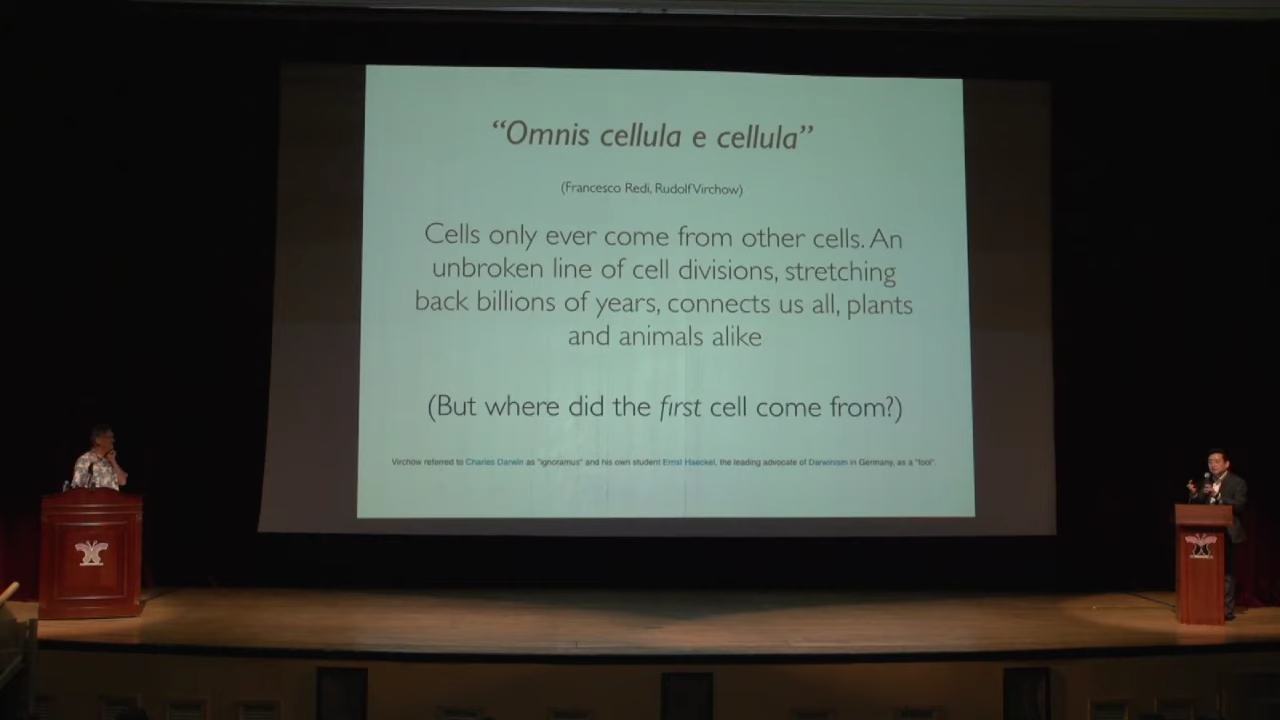 “Omnis cellula e cellula”
(Francesco Redi, Rudolf Virchow)
Cells only ever come from other cells. An
unbroken line of cell divisions, stretching
back billions of years, connects us all, plants
and animals alike
(But where did the first cell come from?)
Virchow referred to Charles Darwin as "ignoramus" and his own student Ernst Haeckel, the leading advocate of Darwinism in Germany, as a "fool".